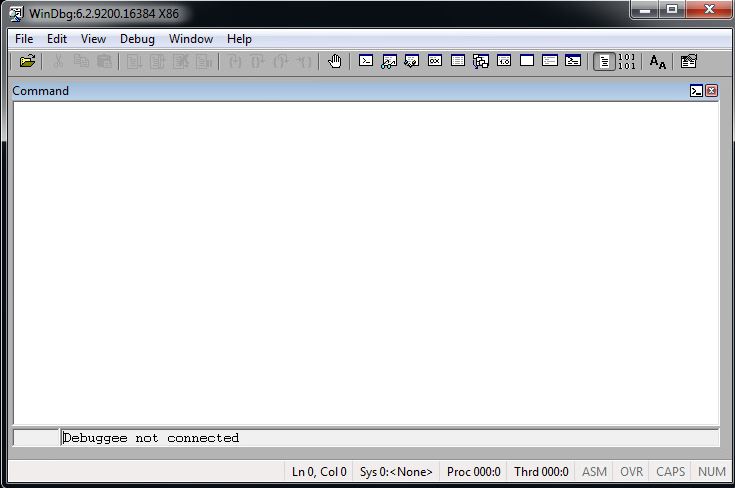 WinDbg:6.2.9200.16384 X86
File Edit View Debug Window Help
101
101
AA
Command
Debuggee not connected
Ln 0, Col 0 Sys 0:<None> Proc 000:0 Thrd 000:0 ASM OVR CAPS NUM